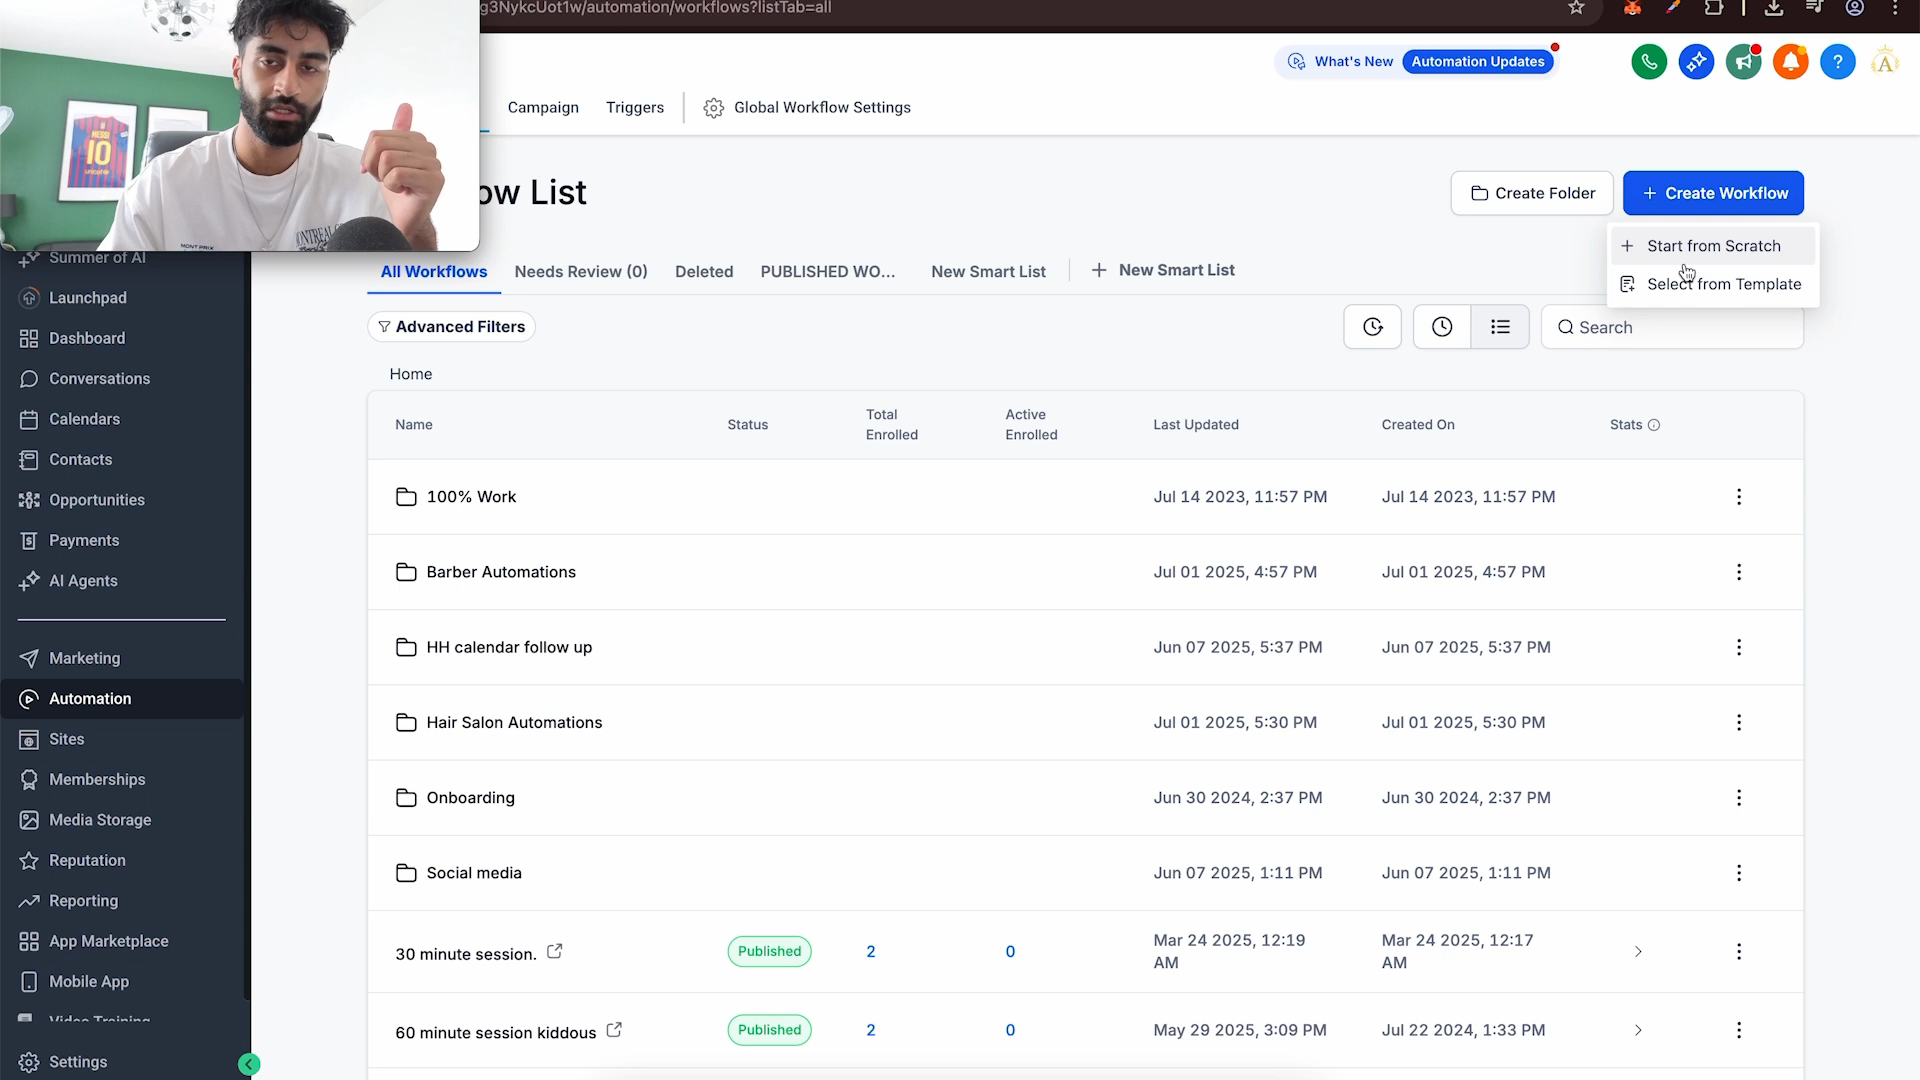 g3NykcUot1w/automation/workflows?listTab=all
What's New
Automation Updates
Campaign
Triggers
Global Workflow Settings
MESSI
10
unicef
MONT PRIX
MONTREAL
ow List
Create Folder
+ Create Workflow
+ Start from Scratch
Select from Template
All Workflows
Needs Review (0)
Deleted
PUBLISHED WO...
New Smart List
+ New Smart List
Advanced Filters
Search
Home
Name
Status
Total Enrolled
Active Enrolled
Last Updated
Created On
Stats
100% Work
Jul 14 2023, 11:57 PM
Jul 14 2023, 11:57 PM
Barber Automations
Jul 01 2025, 4:57 PM
Jul 01 2025, 4:57 PM
HH calendar follow up
Jun 07 2025, 5:37 PM
Jun 07 2025, 5:37 PM
Hair Salon Automations
Jul 01 2025, 5:30 PM
Jul 01 2025, 5:30 PM
Onboarding
Jun 30 2024, 2:37 PM
Jun 30 2024, 2:37 PM
Social media
Jun 07 2025, 1:11 PM
Jun 07 2025, 1:11 PM
30 minute session.
Published
2
0
Mar 24 2025, 12:19 AM
Mar 24 2025, 12:17 AM
60 minute session kiddous
Published
2
0
May 29 2025, 3:09 PM
Jul 22 2024, 1:33 PM
Summer of AI
Launchpad
Dashboard
Conversations
Calendars
Contacts
Opportunities
Payments
AI Agents
Marketing
Automation
Sites
Memberships
Media Storage
Reputation
Reporting
App Marketplace
Mobile App
Video Training
Settings